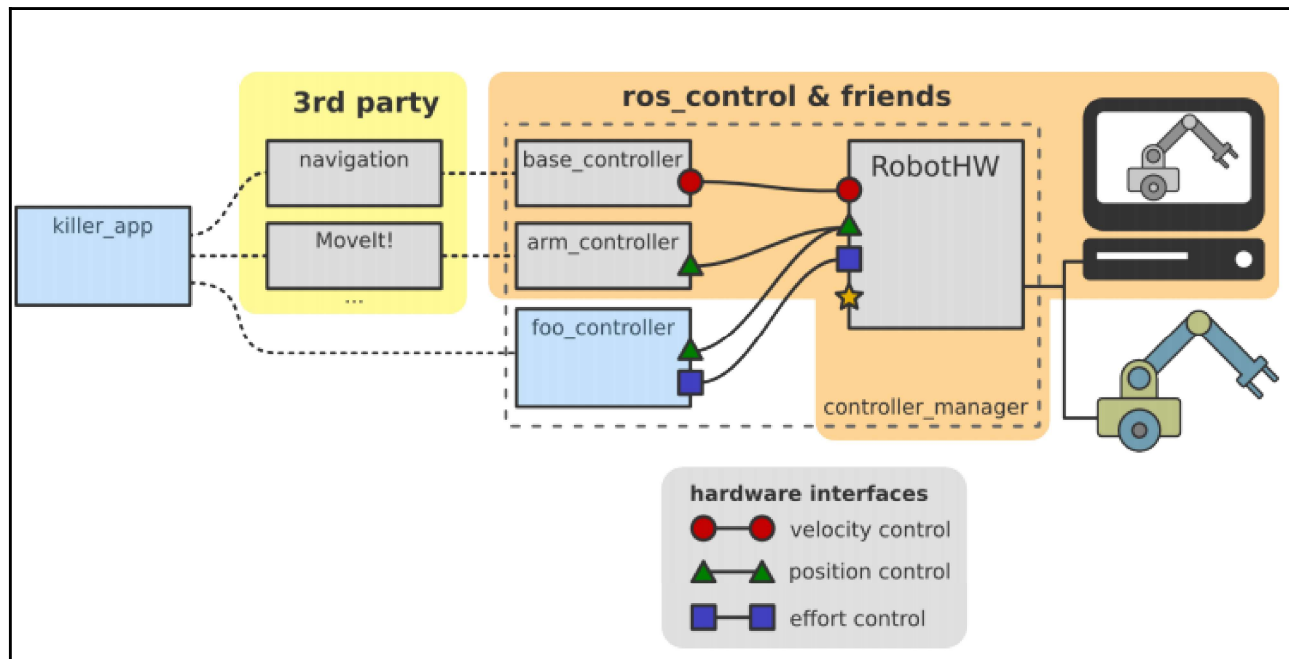 3rd party
ros_control & friends
navigation
base_controller
RobotHW
killer_app
MoveIt!
arm_controller
...
foo_controller
controller_manager
hardware interfaces
velocity control
position control
effort control